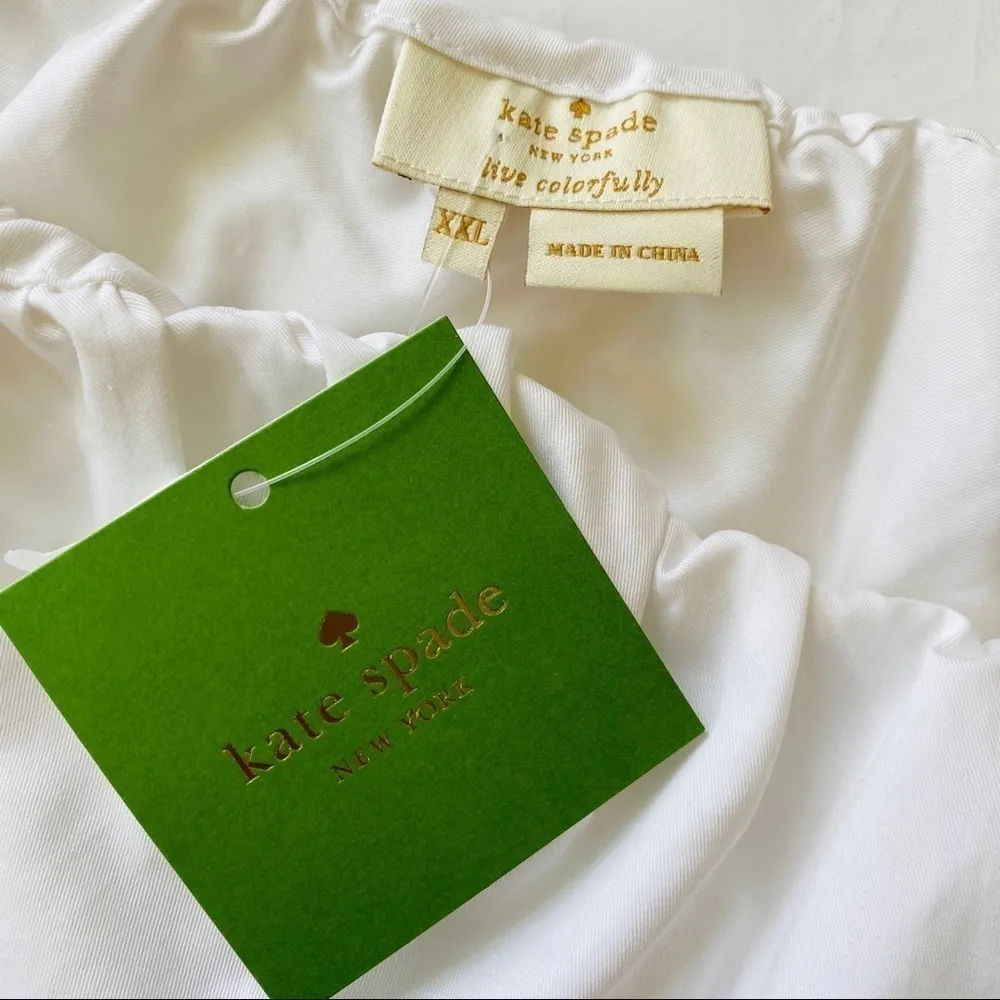 kate spade
NEW YORK
live colorfully
XXL
MADE IN CHINA
kate spade
NEW YORK